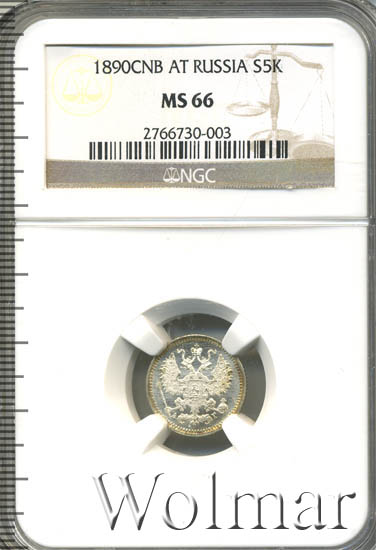 1890CNB AT RUSSIA S5K
MS 66
2766730-003
NGC
Wolmar